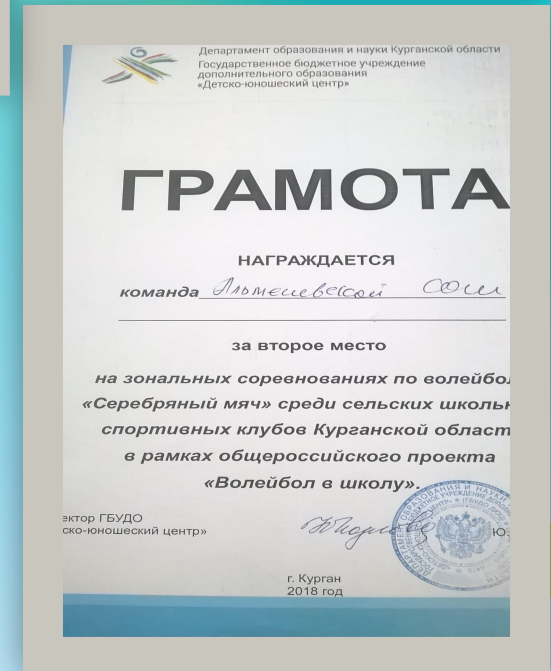 Департамент образования и науки Курганской области
Государственное бюджетное учреждение
дополнительного образования
«Детско-юношеский центр»
ГРАМОТА
НАГРАЖДАЕТСЯ
команда Альменевской СОШ
за второе место
на зональных соревнованиях по волейбол
«Серебряный мяч» среди сельских школьн
спортивных клубов Курганской област
в рамках общероссийского проекта
«Волейбол в школу».
ектор ГБУДО
ско-юношеский центр»
Ю.
г. Курган
2018 год